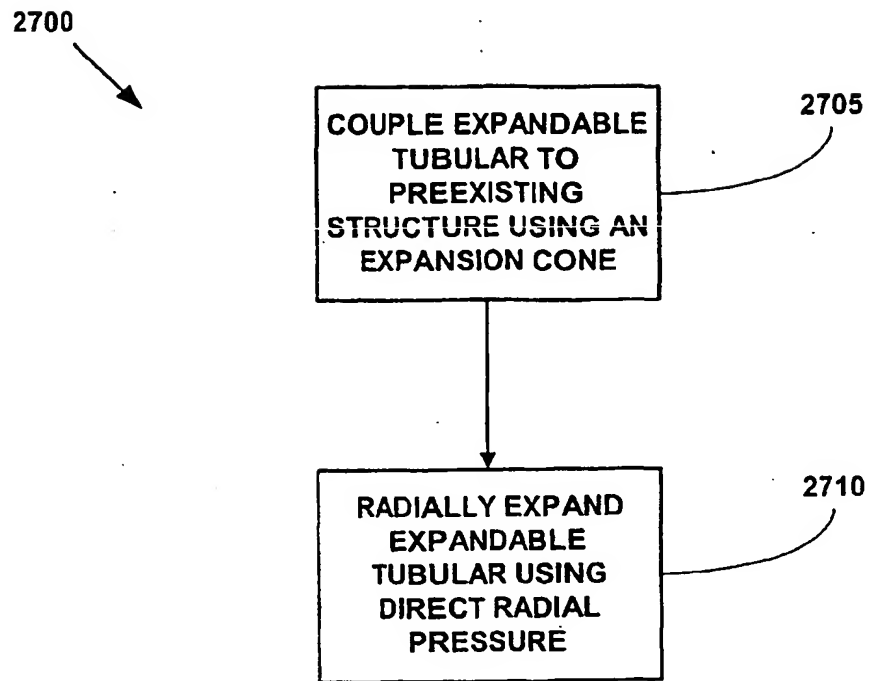 2700
COUPLE EXPANDABLE
TUBULAR TO
PREEXISTING
STRUCTURE USING AN
EXPANSION CONE
2705
RADIALLY EXPAND
EXPANDABLE
TUBULAR USING
DIRECT RADIAL
PRESSURE
2710